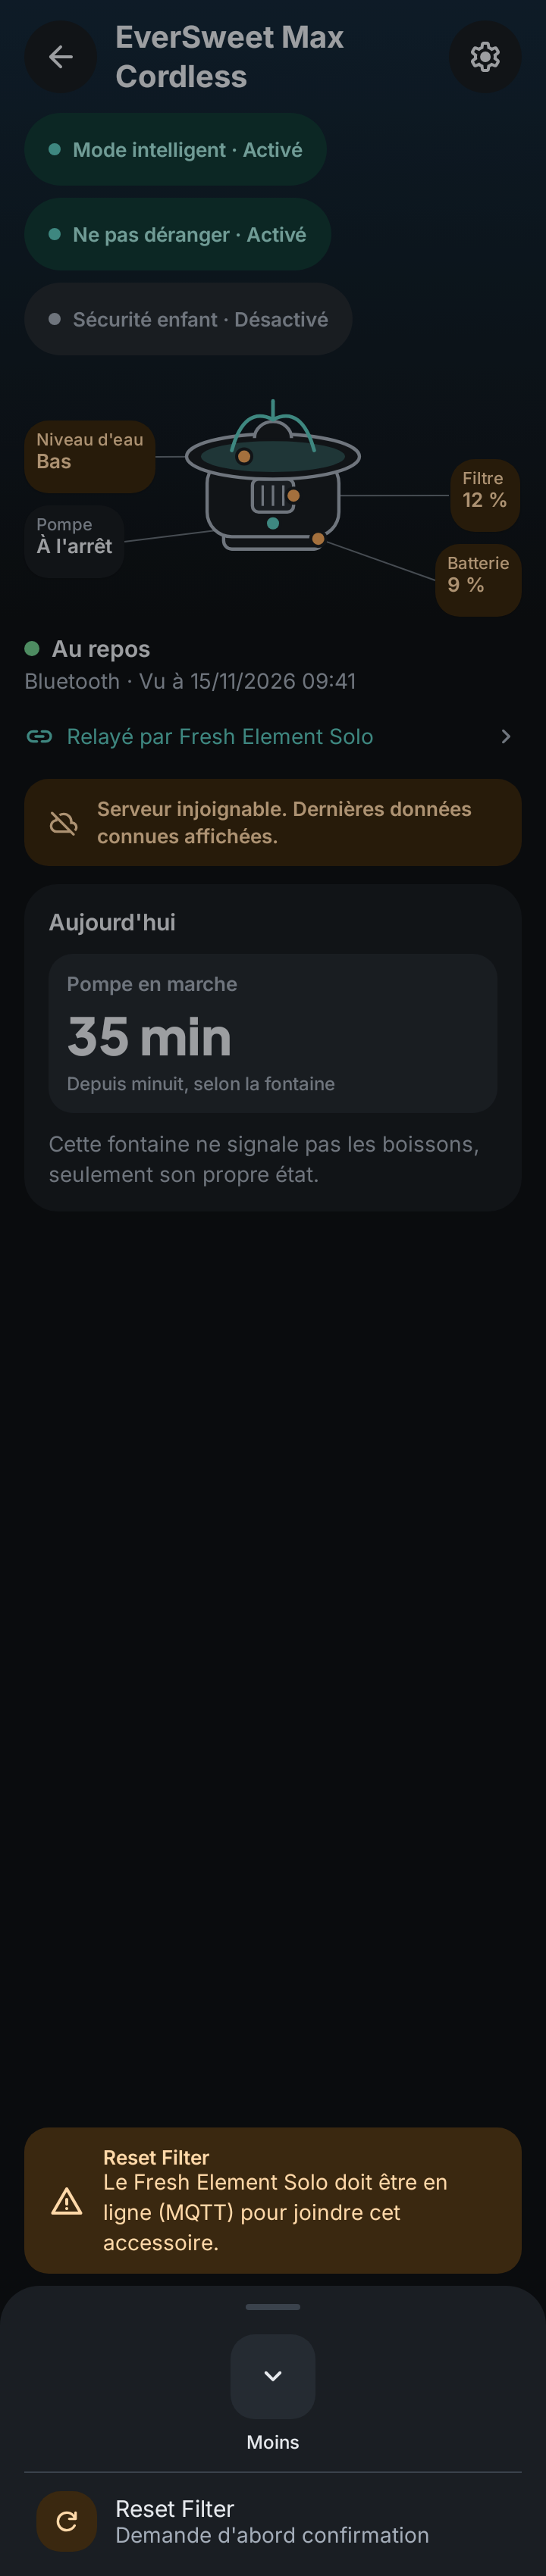 EverSweet Max
Cordless
Mode intelligent · Activé
Ne pas déranger · Activé
Sécurité enfant · Désactivé
Niveau d'eau
Bas
Filtre
12 %
Pompe
À l'arrêt
Batterie
9 %
Au repos
Bluetooth · Vu à 15/11/2026 09:41
Relayé par Fresh Element Solo
Serveur injoignable. Dernières données
connues affichées.
Aujourd'hui
Pompe en marche
35 min
Depuis minuit, selon la fontaine
Cette fontaine ne signale pas les boissons,
seulement son propre état.
Reset Filter
Le Fresh Element Solo doit être en
ligne (MQTT) pour joindre cet
accessoire.
Moins
Reset Filter
Demande d'abord confirmation